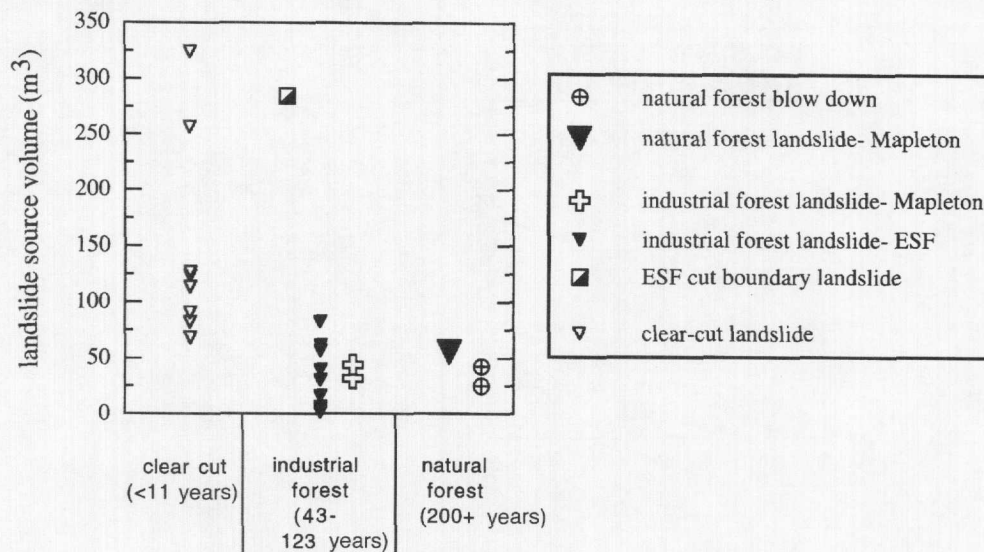 landslide source volume (m³)
350
300
250
200
150
100
50
0
clear cut
(<11 years)
industrial
forest
(43-
123 years)
natural
forest
(200+ years)
natural forest blow down
natural forest landslide- Mapleton
industrial forest landslide- Mapleton
industrial forest landslide- ESF
ESF cut boundary landslide
clear-cut landslide